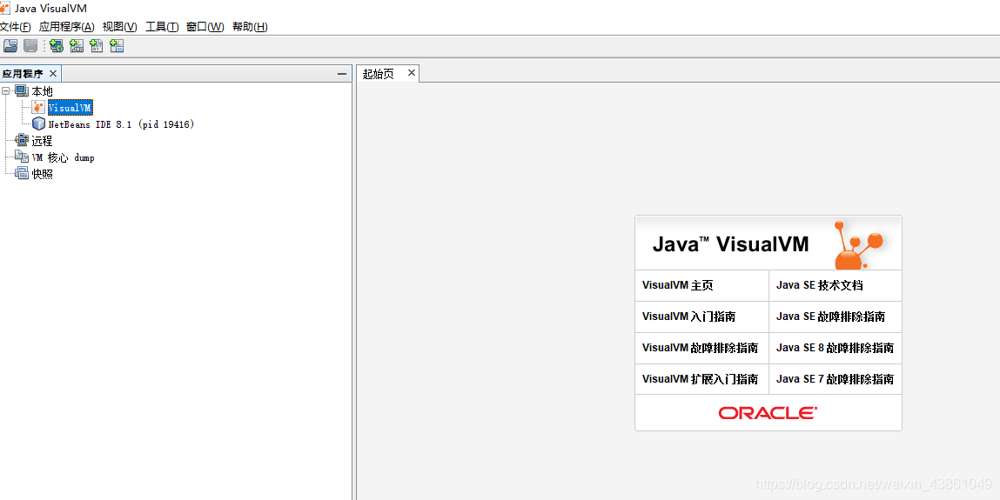 Java VisualVM
文件(F) 应用程序(A) 视图(V) 工具(T) 窗口(W) 帮助(H)
应用程序
起始页
本地
VisualVM
NetBeans IDE 8.1 (pid 19416)
远程
VM 核心 dump
快照
Java™ VisualVM
VisualVM 主页
Java SE 技术文档
VisualVM 入门指南
Java SE 故障排除指南
VisualVM 故障排除指南
Java SE 8 故障排除指南
VisualVM 扩展入门指南
Java SE 7 故障排除指南
ORACLE
https://blog.csdn.net/weixin_43861049